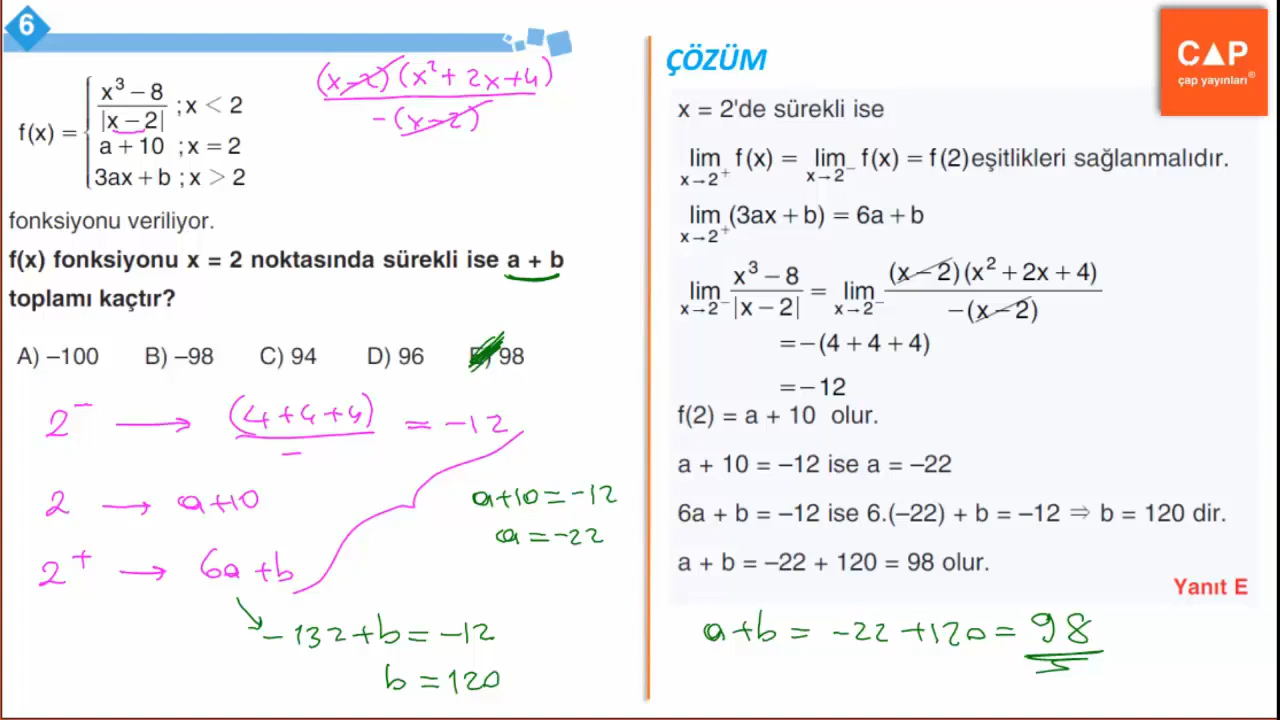 6
f(x) = { x³ − 8 / |x − 2| ; x < 2
a + 10 ; x = 2
3ax + b ; x > 2
(x−2)(x²+2x+4) / −(x−2)
fonksiyonu veriliyor.
f(x) fonksiyonu x = 2 noktasında sürekli ise a + b
toplamı kaçtır?
A) –100 B) –98 C) 94 D) 96 E) 98
2⁻ → (4+4+4) / − = −12
2 → a+10
2⁺ → 6a+b
a+10 = −12
a = −22
−132+b = −12
b = 120
ÇÖZÜM
CAP
çap yayınları®
x = 2'de sürekli ise
lim x→2⁺ f(x) = lim x→2⁻ f(x) = f(2) eşitlikleri sağlanmalıdır.
lim x→2⁺ (3ax + b) = 6a + b
lim x→2⁻ x³ − 8 / |x − 2| = lim x→2⁻ (x − 2)(x² + 2x + 4) / −(x − 2)
= −(4 + 4 + 4)
= −12
f(2) = a + 10 olur.
a + 10 = –12 ise a = –22
6a + b = –12 ise 6.(–22) + b = –12 ⇒ b = 120 dir.
a + b = –22 + 120 = 98 olur.
Yanıt E
a+b = −22 +120 = 98